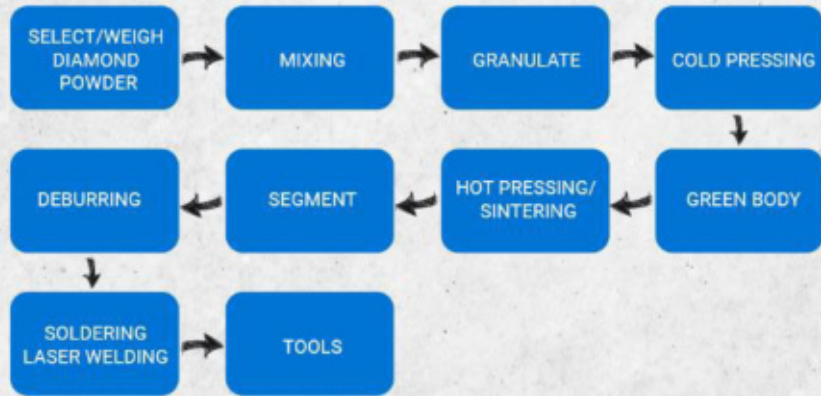 SELECT/WEIGH
DIAMOND
POWDER
MIXING
GRANULATE
COLD PRESSING
GREEN BODY
HOT PRESSING/
SINTERING
SEGMENT
DEBURRING
SOLDERING
LASER WELDING
TOOLS